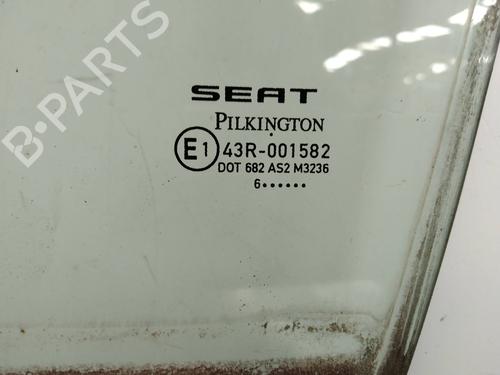 B-PARTS
SEAT
PILKINGTON
E1 43R-001582
DOT 682 AS2 M3236
6······